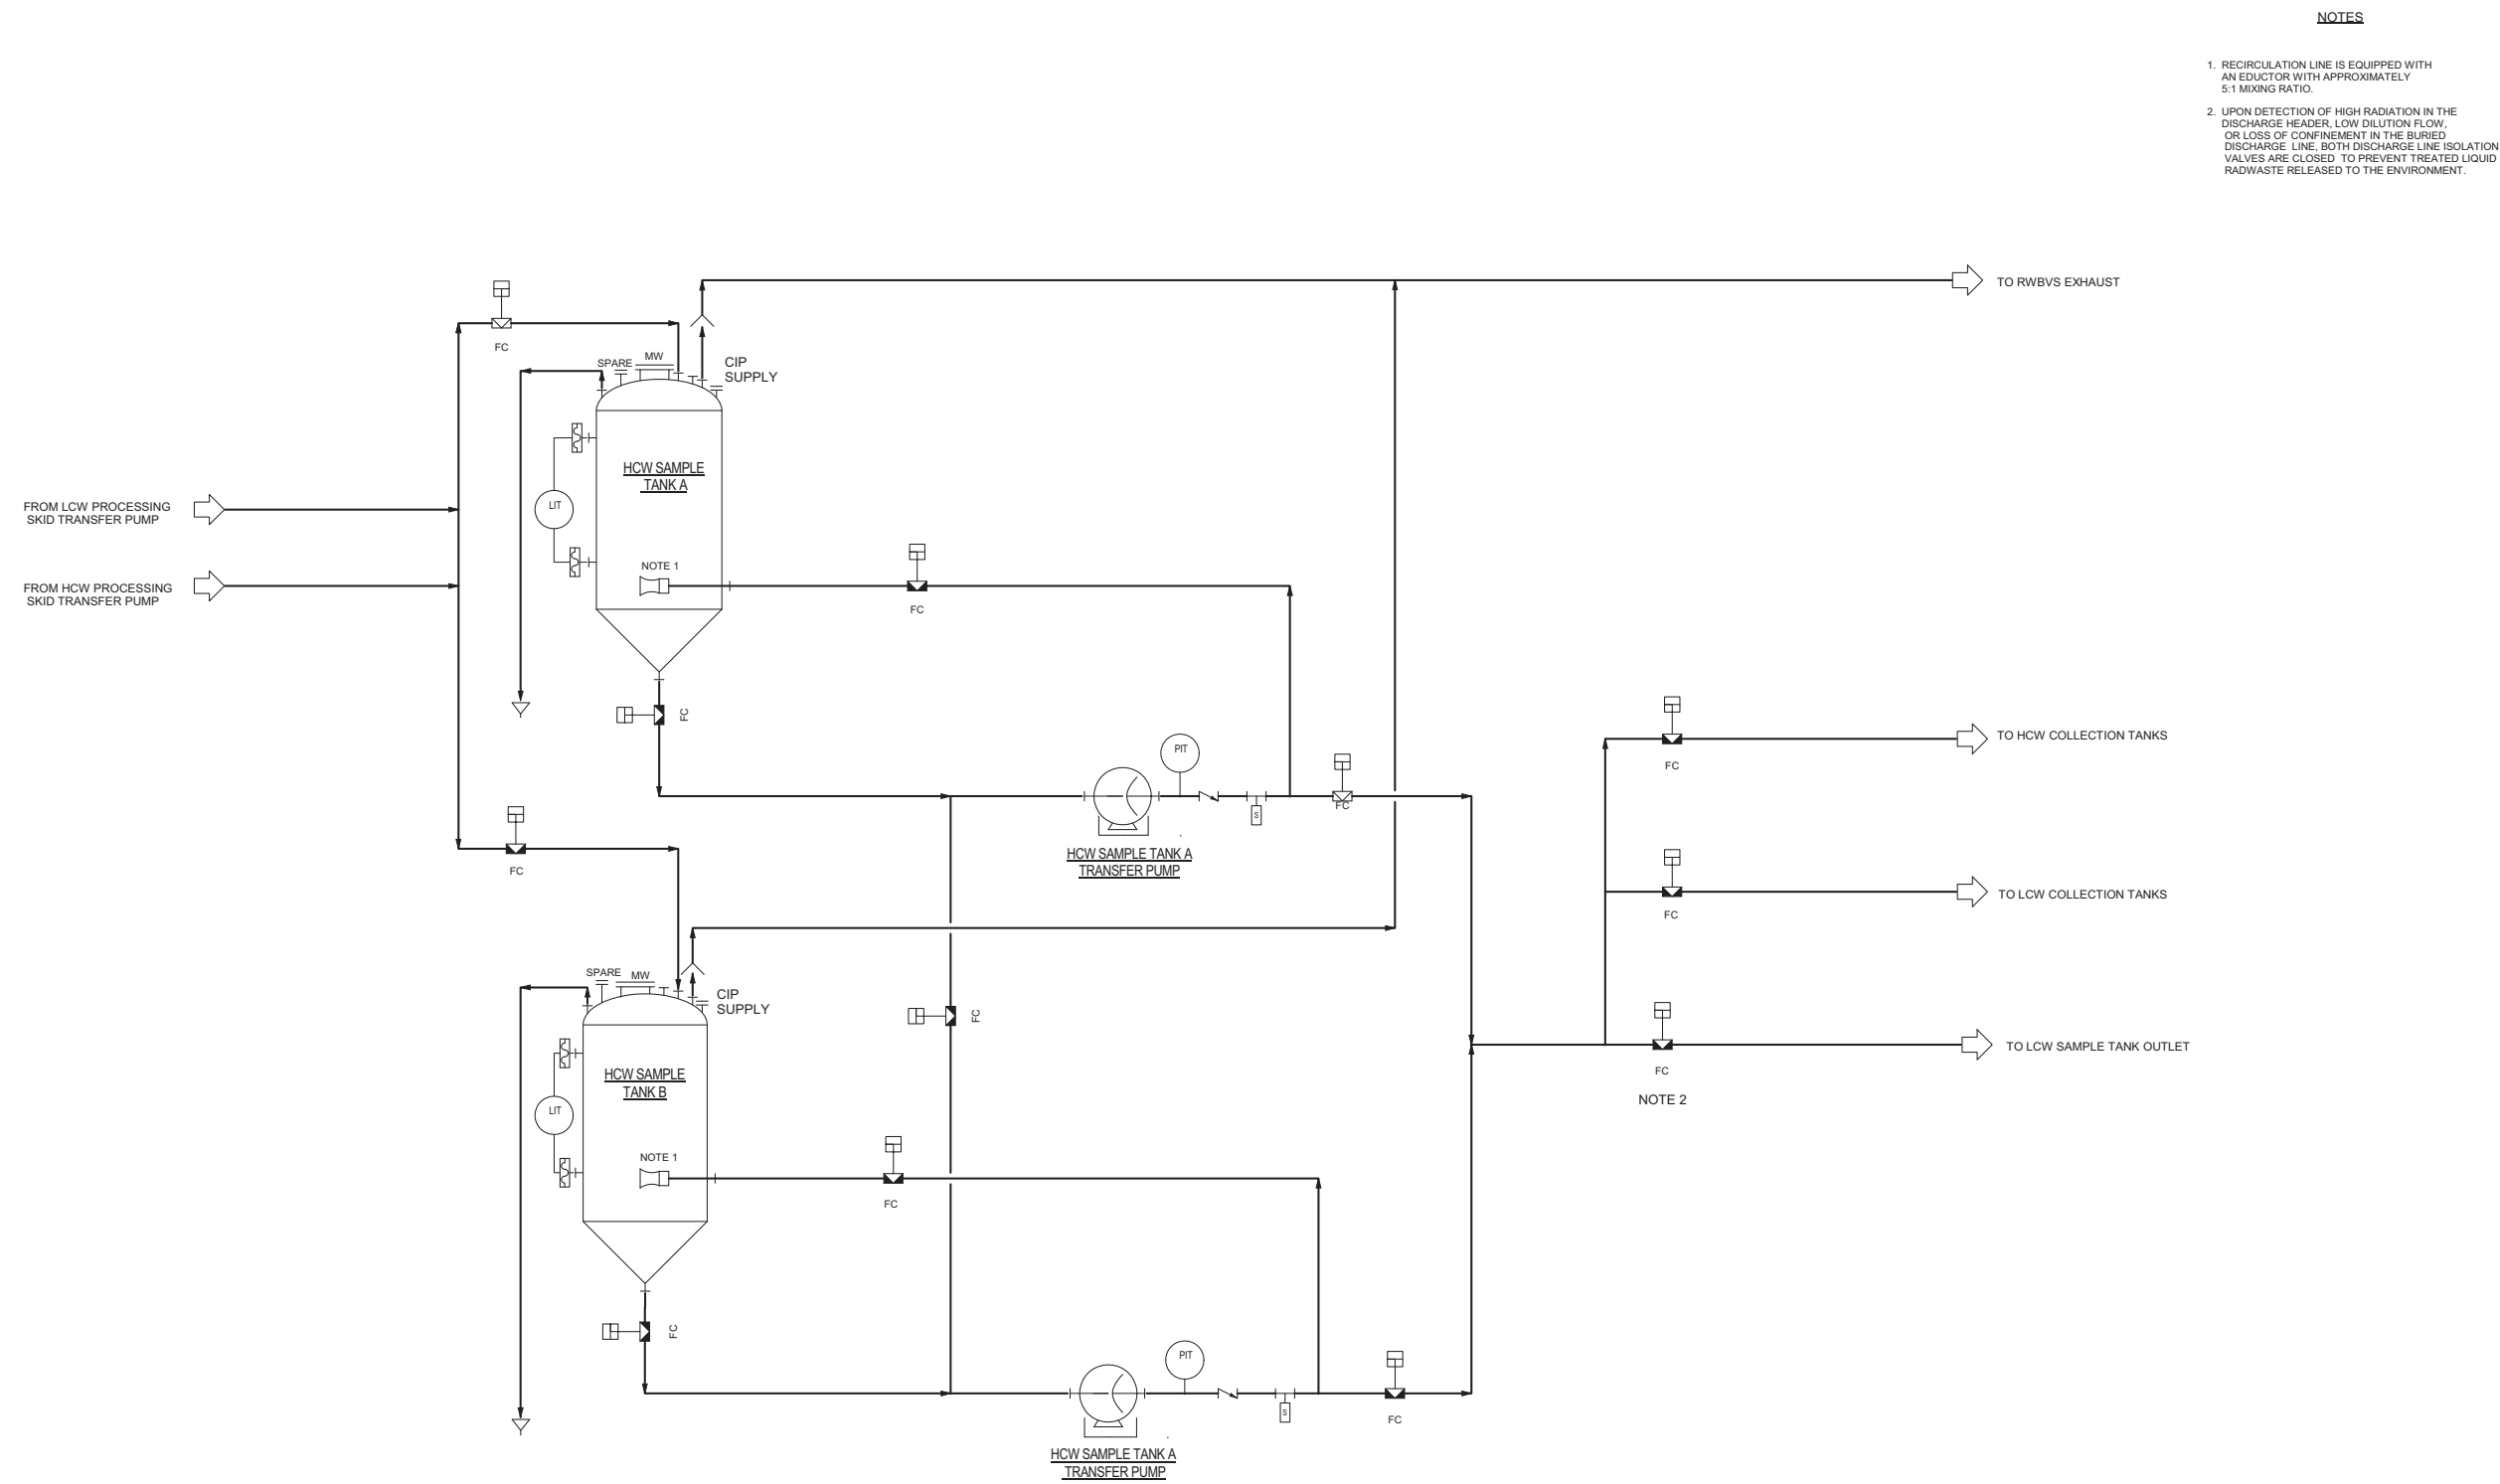 NOTES
1. RECIRCULATION LINE IS EQUIPPED WITH
AN EDUCTOR WITH APPROXIMATELY
5:1 MIXING RATIO.
2. UPON DETECTION OF HIGH RADIATION IN THE
DISCHARGE HEADER, LOW DILUTION FLOW,
OR LOSS OF CONFINEMENT IN THE BURIED
DISCHARGE LINE, BOTH DISCHARGE LINE ISOLATION
VALVES ARE CLOSED TO PREVENT TREATED LIQUID
RADWASTE RELEASED TO THE ENVIRONMENT.
TO RWBVS EXHAUST
FC
SPARE
MW
CIP
SUPPLY
HCW SAMPLE
TANK A
LIT
FROM LCW PROCESSING
SKID TRANSFER PUMP
NOTE 1
FROM HCW PROCESSING
SKID TRANSFER PUMP
FC
FC
PIT
S
FC
HCW SAMPLE TANK A
TRANSFER PUMP
FC
TO HCW COLLECTION TANKS
FC
TO LCW COLLECTION TANKS
FC
SPARE
MW
CIP
SUPPLY
FC
TO LCW SAMPLE TANK OUTLET
FC
NOTE 2
HCW SAMPLE
TANK B
LIT
NOTE 1
FC
FC
PIT
S
FC
HCW SAMPLE TANK A
TRANSFER PUMP